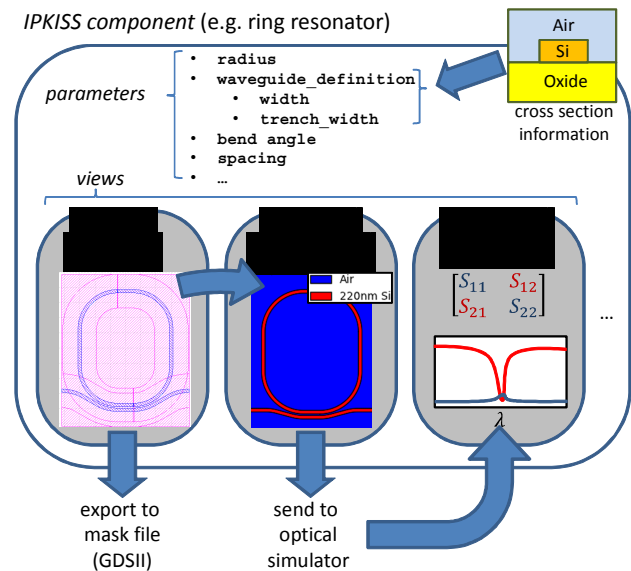 IPKISS component (e.g. ring resonator)
Air
Si
Oxide
cross section
information
parameters
• radius
• waveguide_definition
• width
• trench_width
• bend angle
• spacing
• …
views
Air
220nm Si
S11 S12
S21 S22
λ
...
export to
mask file
(GDSII)
send to
optical
simulator